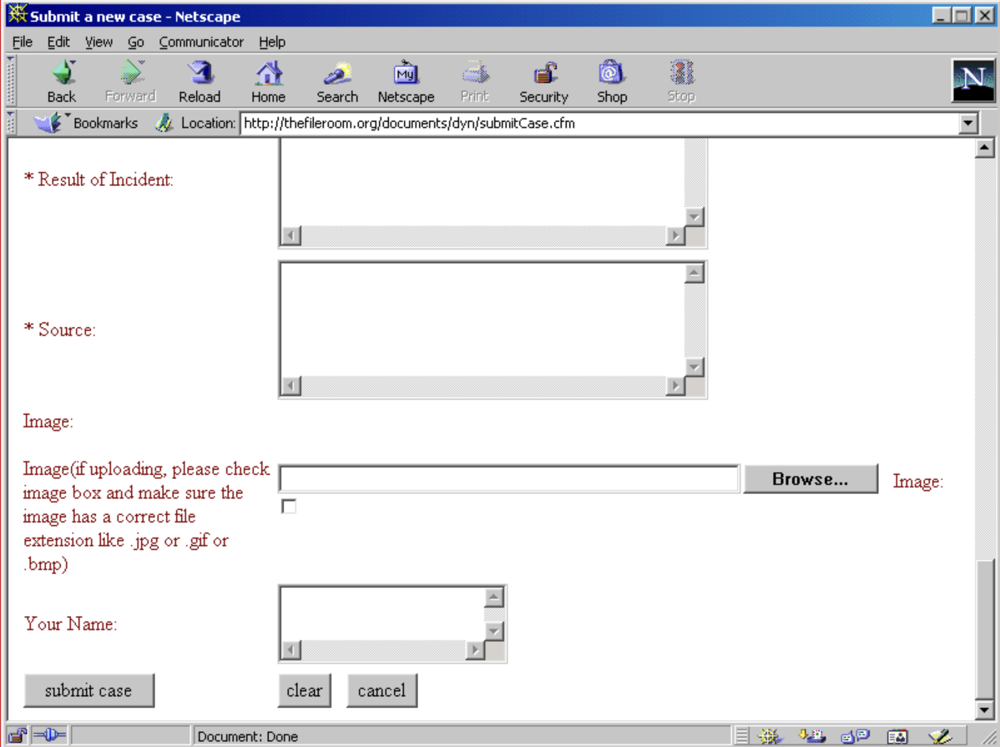 Submit a new case - Netscape
File Edit View Go Communicator Help
Back Forward Reload Home Search Netscape Print Security Shop Stop
My
N
Bookmarks Location: http://thefileroom.org/documents/dyn/submitCase.cfm
* Result of Incident:
* Source:
Image:
Image(if uploading, please check
image box and make sure the
image has a correct file
extension like .jpg or .gif or
.bmp)
Browse... Image:
Your Name:
submit case clear cancel
Document: Done